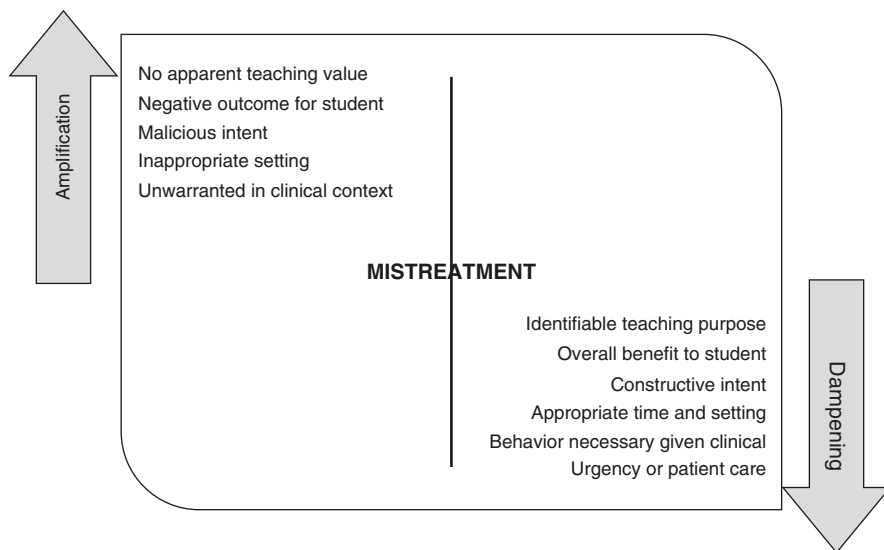 Amplification
No apparent teaching value
Negative outcome for student
Malicious intent
Inappropriate setting
Unwarranted in clinical context
MISTREATMENT
Identifiable teaching purpose
Overall benefit to student
Constructive intent
Appropriate time and setting
Behavior necessary given clinical
Urgency or patient care
Dampening